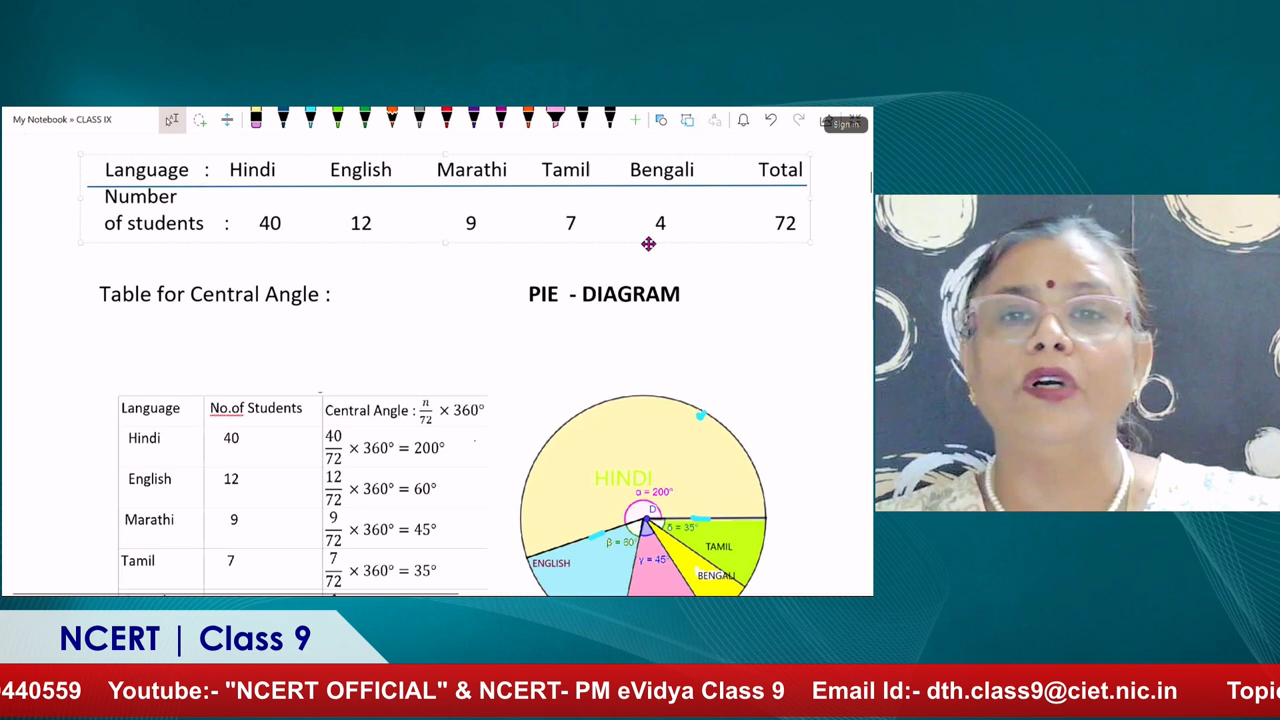 My Notebook » CLASS IX
Sign in
Language : Hindi English Marathi Tamil Bengali Total
Number
of students : 40 12 9 7 4 72
Table for Central Angle :
PIE - DIAGRAM
Language No.of Students Central Angle : n/72 × 360°
Hindi 40 40/72 × 360° = 200°
English 12 12/72 × 360° = 60°
Marathi 9 9/72 × 360° = 45°
Tamil 7 7/72 × 360° = 35°
HINDI
α = 200°
D
δ = 35°
β = 60°
TAMIL
γ = 45°
ENGLISH
BENGALI
NCERT | Class 9
440559 Youtube:- "NCERT OFFICIAL" & NCERT- PM eVidya Class 9 Email Id:- dth.class9@ciet.nic.in Topic